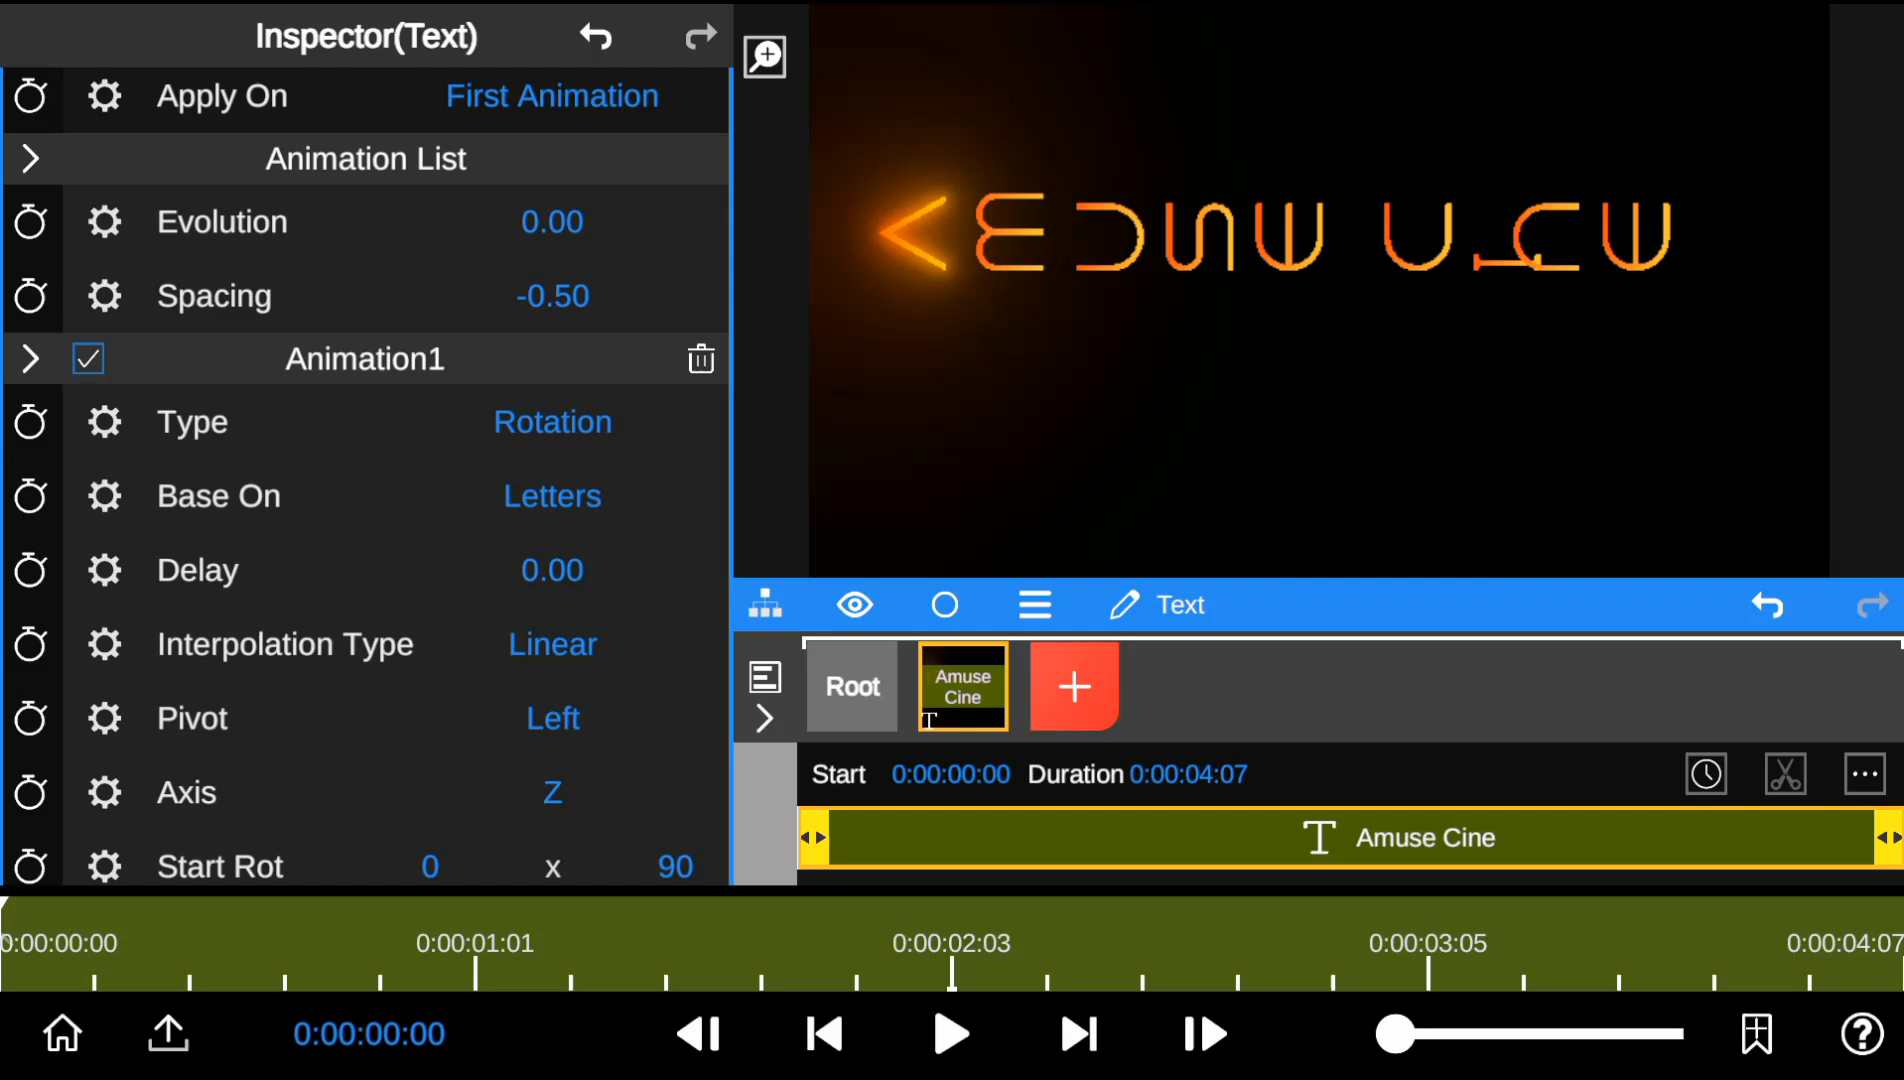 Inspector(Text)
Apply On First Animation
Animation List
Evolution 0.00
Spacing -0.50
Animation1
Type Rotation
Base On Letters
Delay 0.00
Interpolation Type Linear
Pivot Left
Axis Z
Start Rot 0 x 90
Text
Root
Amuse
Cine
T
Start 0:00:00:00 Duration 0:00:04:07
T Amuse Cine
0:00:00:00 0:00:01:01 0:00:02:03 0:00:03:05 0:00:04:07
0:00:00:00